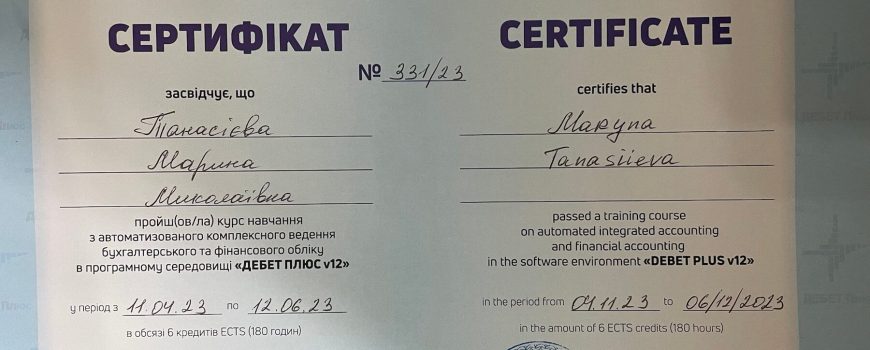 СЕРТИФІКАТ
№ 331/23
засвідчує, що
Танасієва
Марина
Миколаївна
пройш(ов/ла) курс навчання
з автоматизованого комплексного ведення
бухгалтерського та фінансового обліку
в програмному середовищі «ДЕБЕТ ПЛЮС v12»
у період з 11.04.23 по 12.06.23
в обсязі 6 кредитів ECTS (180 годин)
CERTIFICATE
certifies that
Maryna
Tanasiieva
passed a training course
on automated integrated accounting
and financial accounting
in the software environment «DEBET PLUS v12»
in the period from 04.11.23 to 06/12/2023
in the amount of 6 ECTS credits (180 hours)